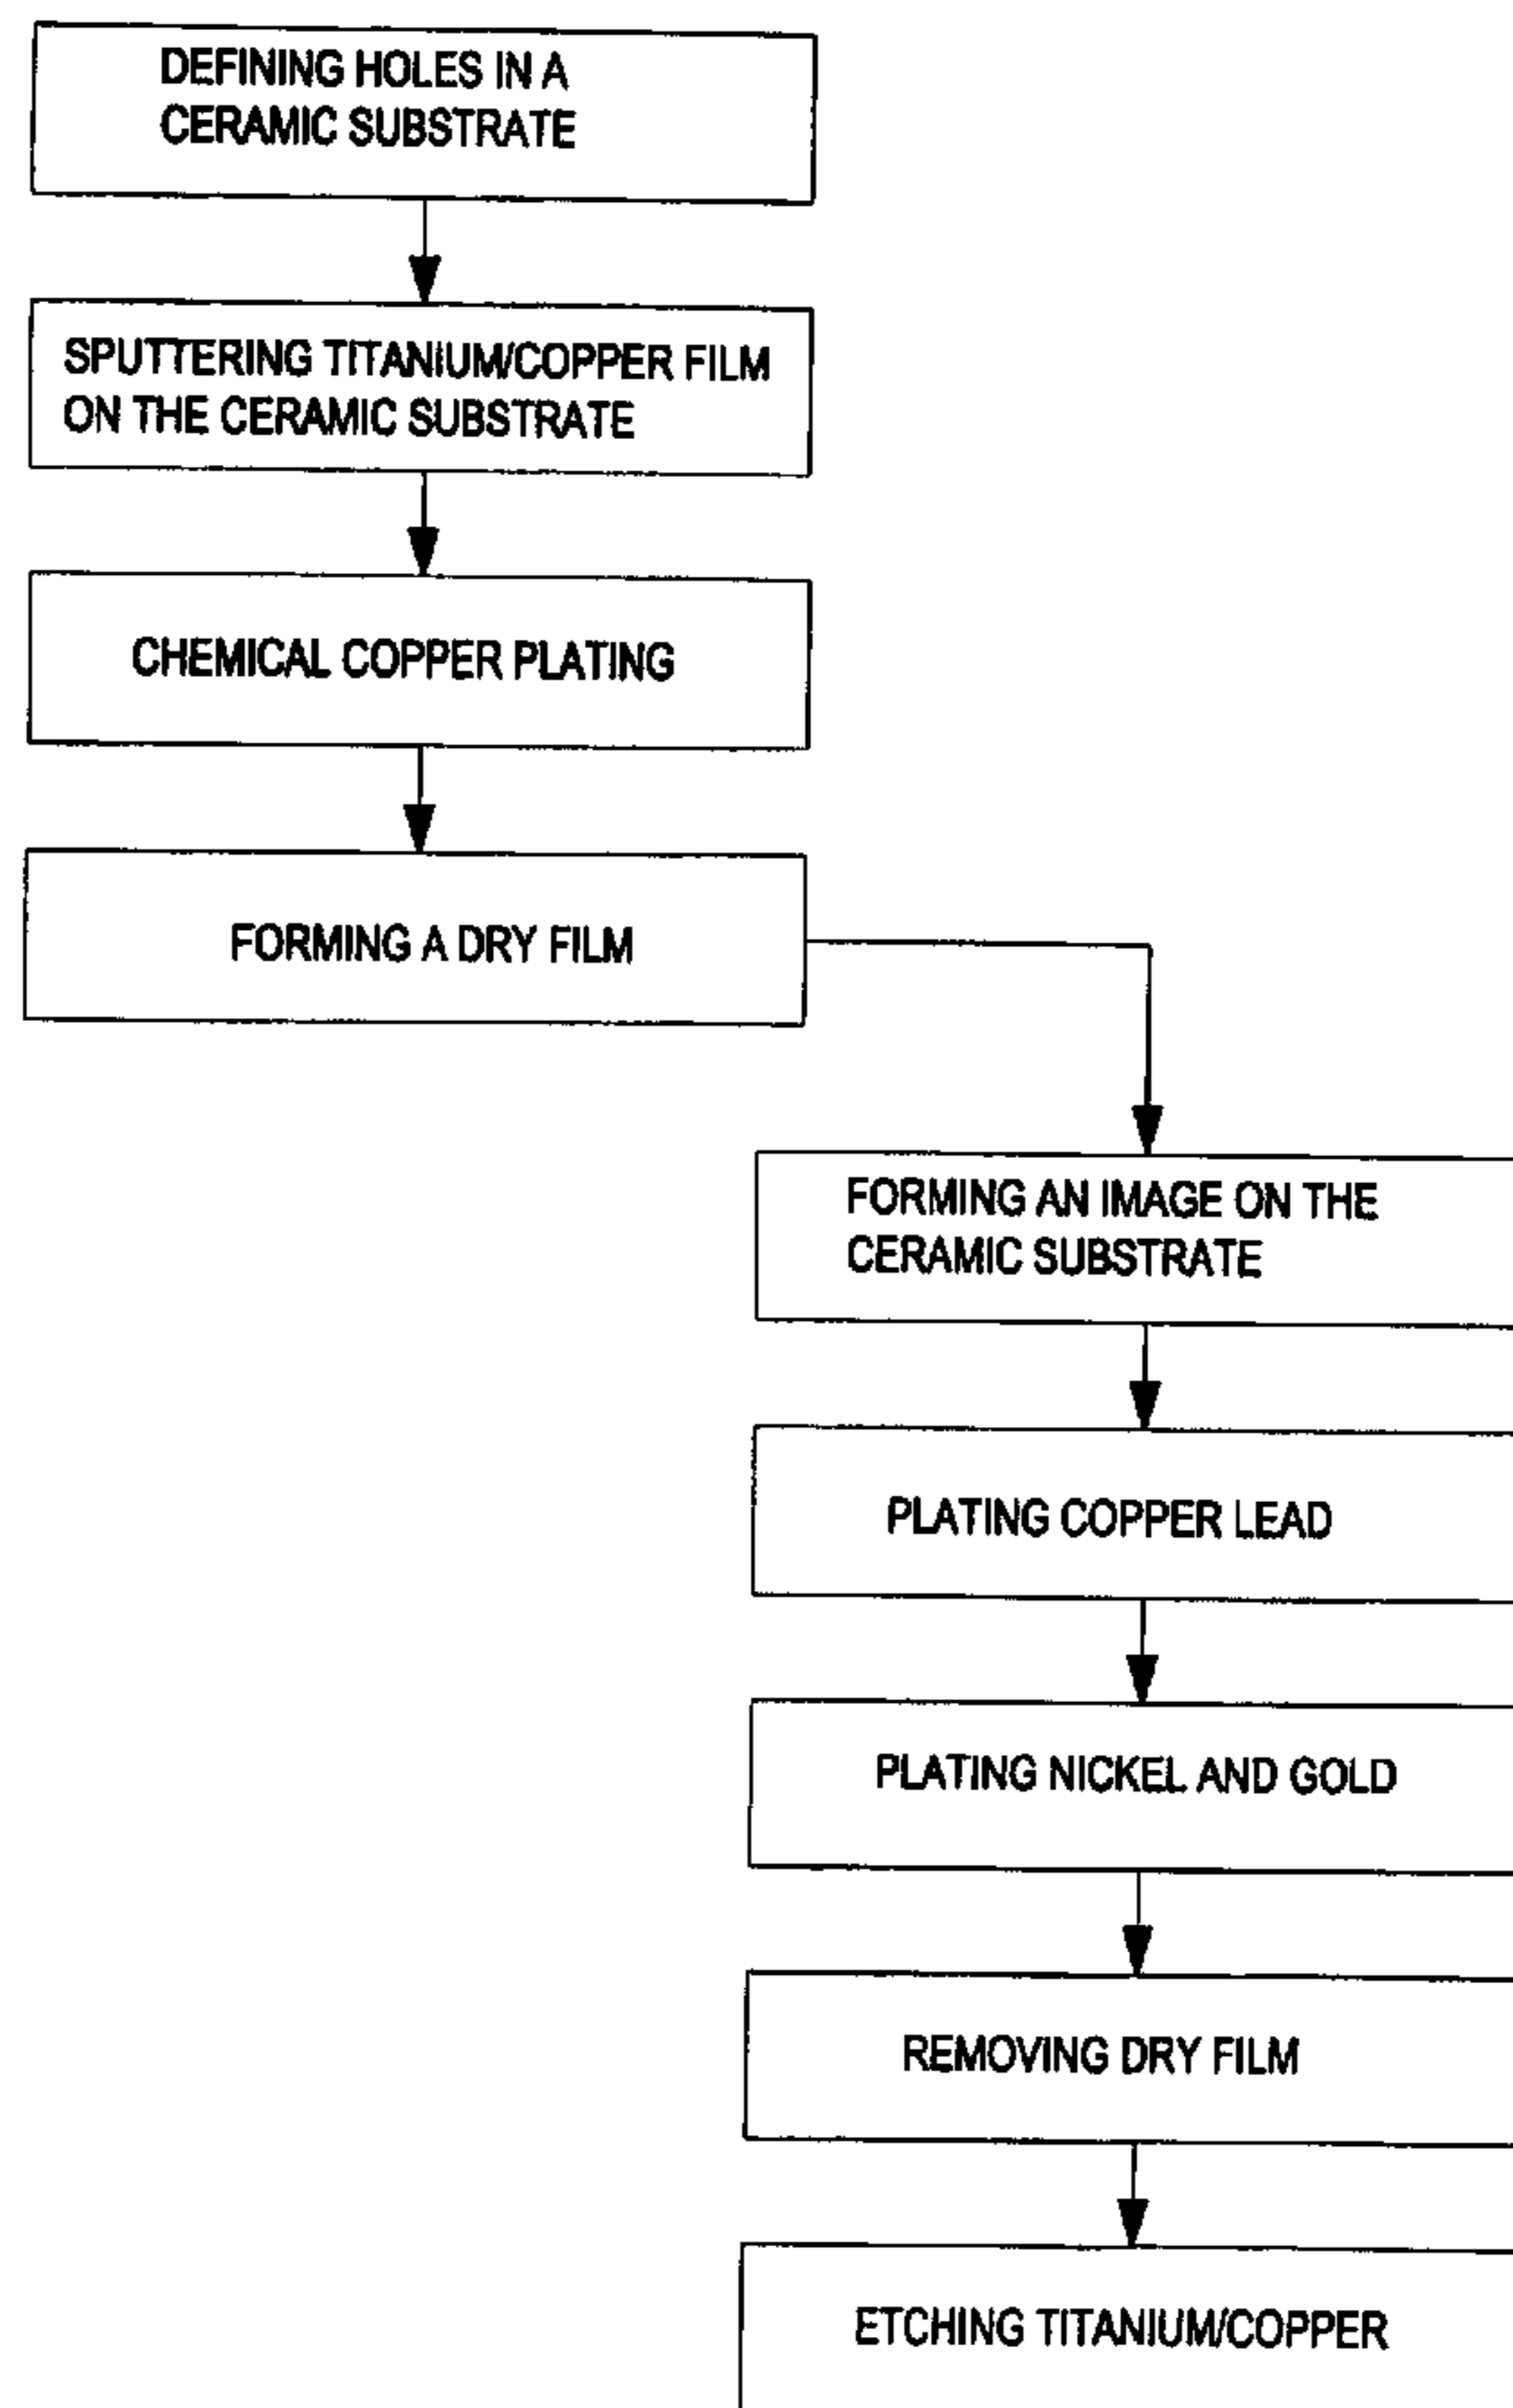 DEFINING HOLES IN A
CERAMIC SUBSTRATE
SPUTTERING TITANIUM/COPPER FILM
ON THE CERAMIC SUBSTRATE
CHEMICAL COPPER PLATING
FORMING A DRY FILM
FORMING AN IMAGE ON THE
CERAMIC SUBSTRATE
PLATING COPPER LEAD
PLATING NICKEL AND GOLD
REMOVING DRY FILM
ETCHING TITANIUM/COPPER